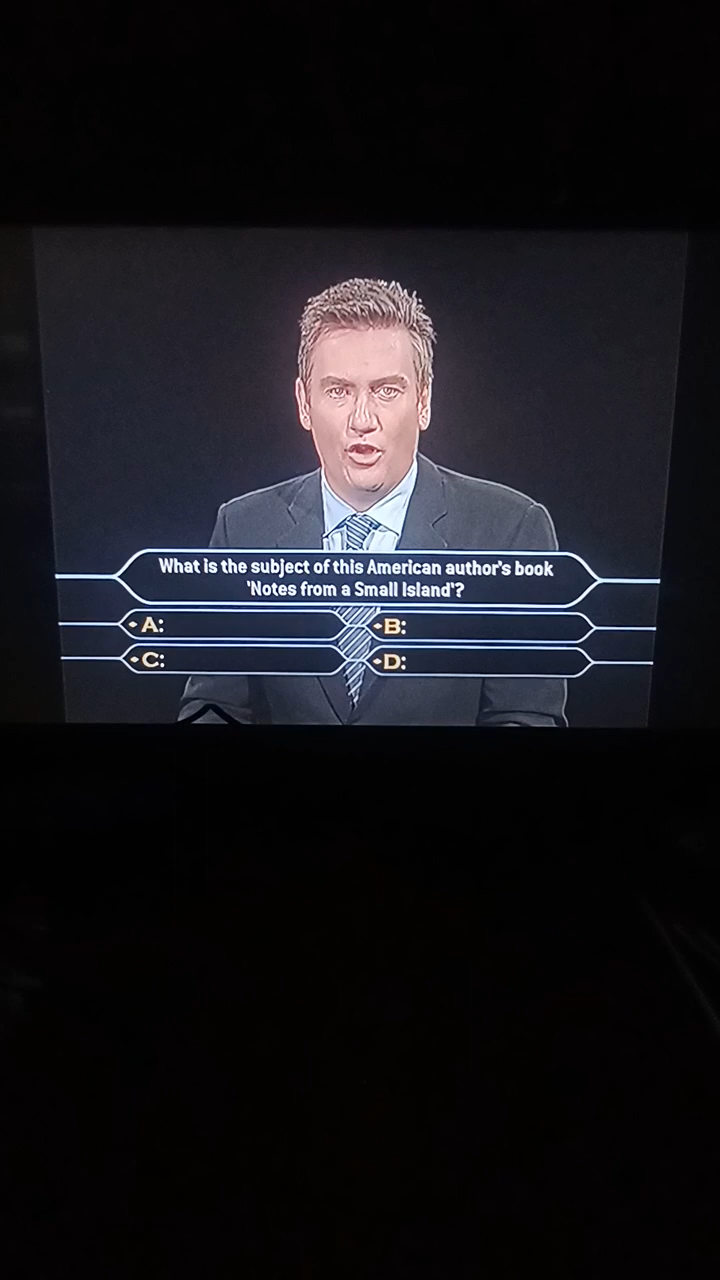 What is the subject of this American author's book
'Notes from a Small Island'?
A:
B:
C:
D: